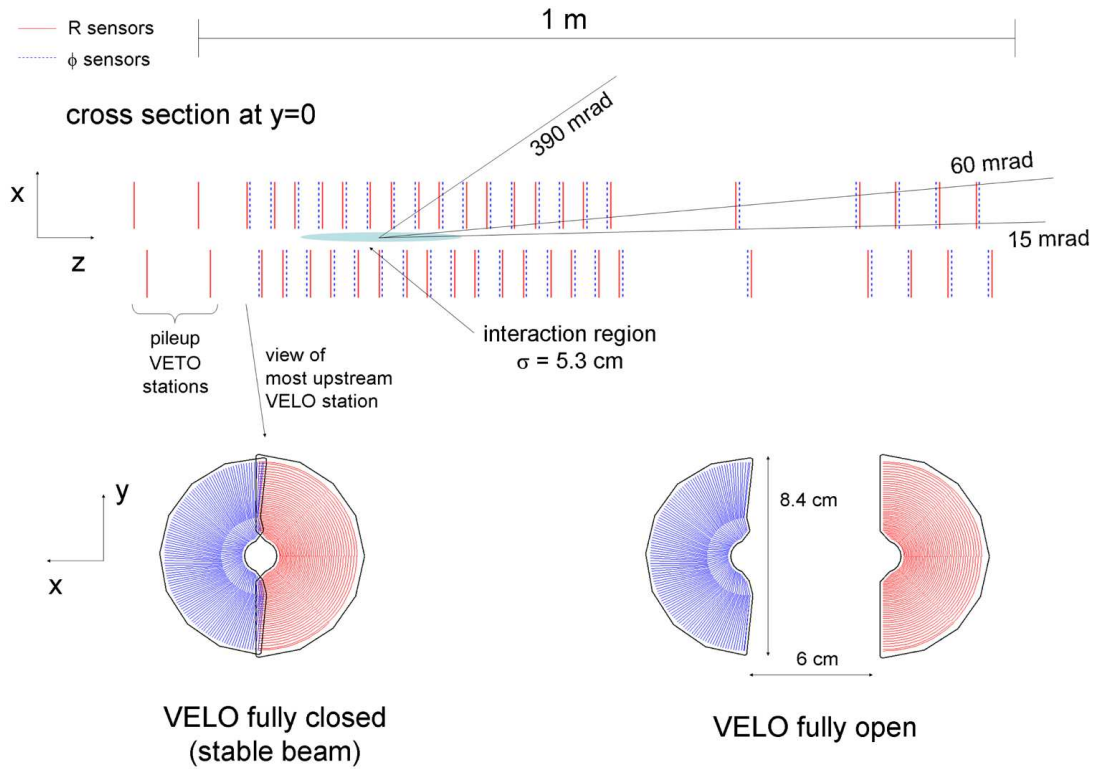 R sensors
ϕ sensors
1 m
cross section at y=0
390 mrad
60 mrad
15 mrad
x
z
pileup
VETO
stations
view of
most upstream
VELO station
interaction region
σ = 5.3 cm
y
x
8.4 cm
6 cm
VELO fully closed
(stable beam)
VELO fully open